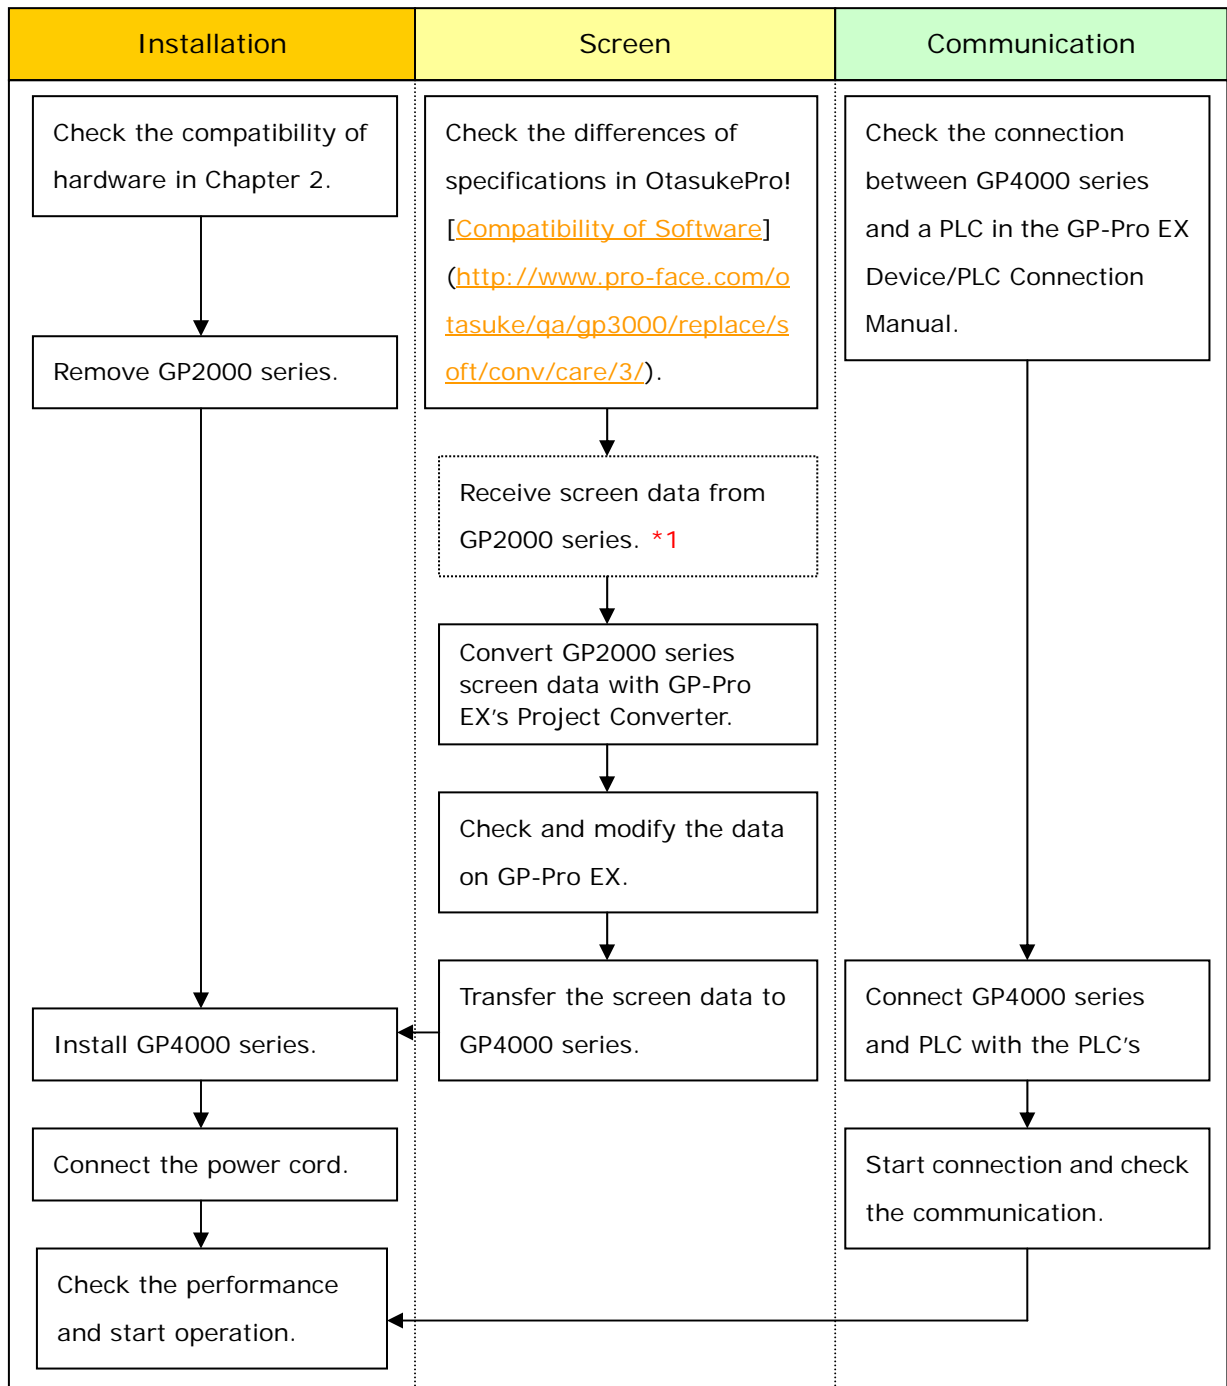 Installation
Screen
Communication
Check the compatibility of
hardware in Chapter 2.
Remove GP2000 series.
Install GP4000 series.
Connect the power cord.
Check the performance
and start operation.
Check the differences of
specifications in OtasukePro!
[Compatibility of Software]
(http://www.pro-face.com/o
tasuke/qa/gp3000/replace/s
oft/conv/care/3/).
Receive screen data from
GP2000 series. *1
Convert GP2000 series
screen data with GP-Pro
EX's Project Converter.
Check and modify the data
on GP-Pro EX.
Transfer the screen data to
GP4000 series.
Check the connection
between GP4000 series
and a PLC in the GP-Pro EX
Device/PLC Connection
Manual.
Connect GP4000 series
and PLC with the PLC's
Start connection and check
the communication.